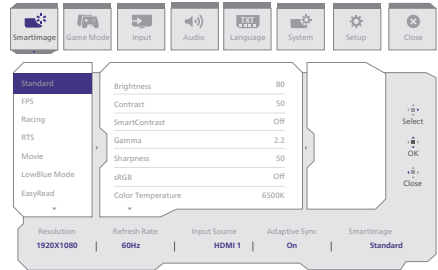 SmartImage Game Mode Input Audio Language System Setup Close
TXT
Standard
FPS
Racing
RTS
Movie
LowBlue Mode
EasyRead
Brightness 80
Contrast 50
SmartContrast Off
Gamma 2.2
Sharpness 50
sRGB Off
Color Temperature 6500K
Select
OK
Close
Resolution Refresh Rate Input Source Adaptive Sync SmartImage
1920X1080 | 60Hz | HDMI 1 | On | Standard